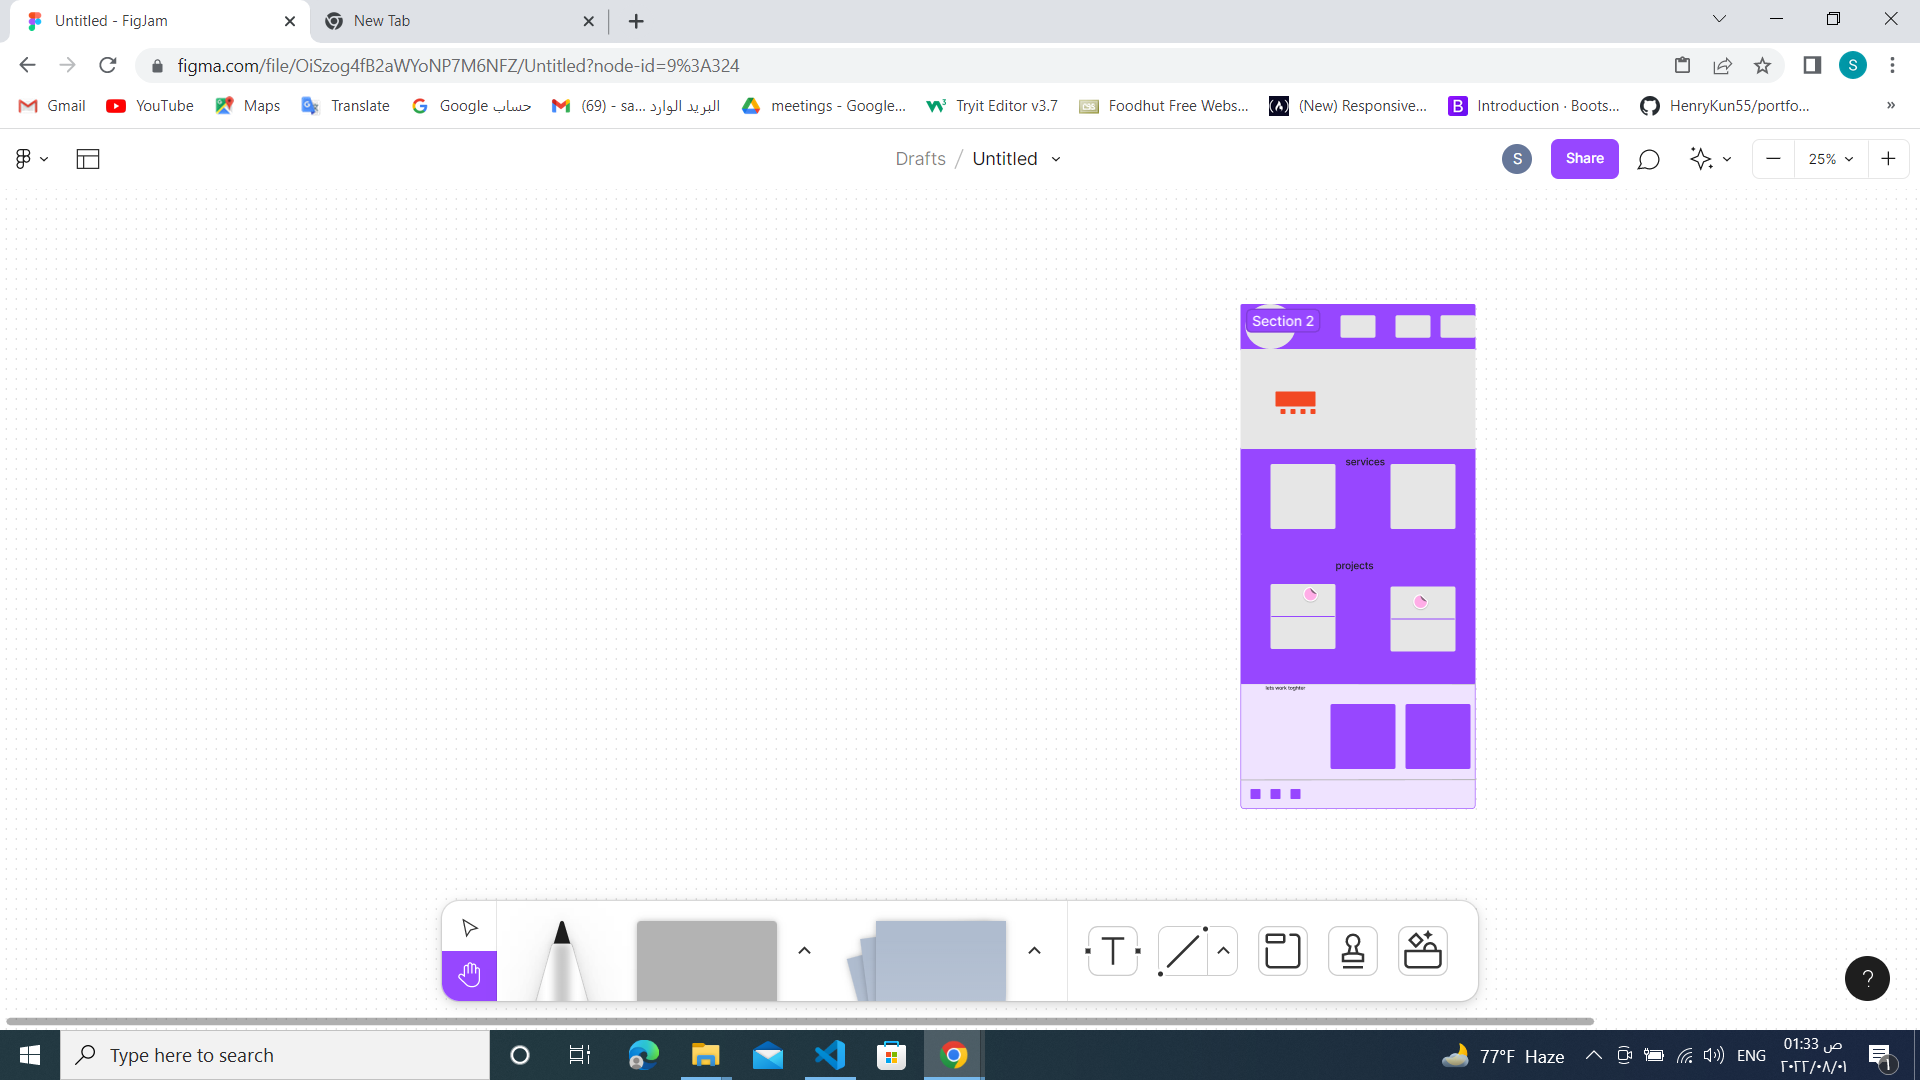 Untitled - FigJam
New Tab
figma.com/file/OiSzog4fB2aWYoNP7M6NFZ/Untitled?node-id=9%3A324
S
Gmail
YouTube
Maps
Translate
حساب Google
البريد الوارد ...sa - (69)
meetings - Google...
Tryit Editor v3.7
Foodhut Free Webs...
(New) Responsive...
Introduction · Boots...
HenryKun55/portfo...
»
Drafts / Untitled
S
Share
25%
Section 2
services
projects
lets work toghter
T
?
Type here to search
77°F Haze
ENG
01:33 ص
٢٠٢٢/٠٨/٠١
١